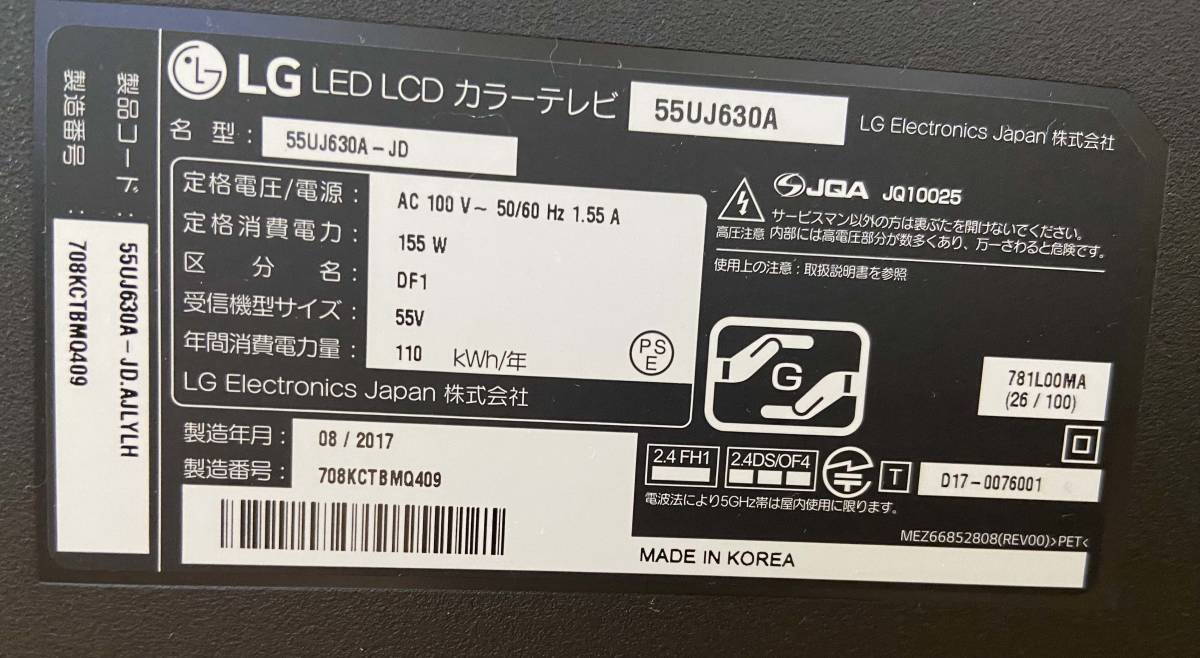 製品コード: 55UJ630A-JD.AJLYLH
製造番号: 708KCTBMQ409
LG LED LCD カラーテレビ 55UJ630A LG Electronics Japan 株式会社
名 型: 55UJ630A-JD
定格電圧/電源: AC 100 V~ 50/60 Hz 1.55 A
定格消費電力: 155 W
区 分 名: DF1
受信機型サイズ: 55V
年間消費電力量: 110 kWh/年
PS
E
LG Electronics Japan 株式会社
製造年月: 08 / 2017
製造番号: 708KCTBMQ409
JQA JQ10025
サービスマン以外の方は裏ぶたを開けないでください。
高圧注意 内部には高電圧部分が数多くあり、万一さわると危険です。
使用上の注意:取扱説明書を参照
G
781L00MA
(26 / 100)
2.4 FH1 2.4DS/OF4 T D17-0076001
電波法により5GHz帯は屋内使用に限ります。
MEZ66852808(REV00)>PET<
MADE IN KOREA